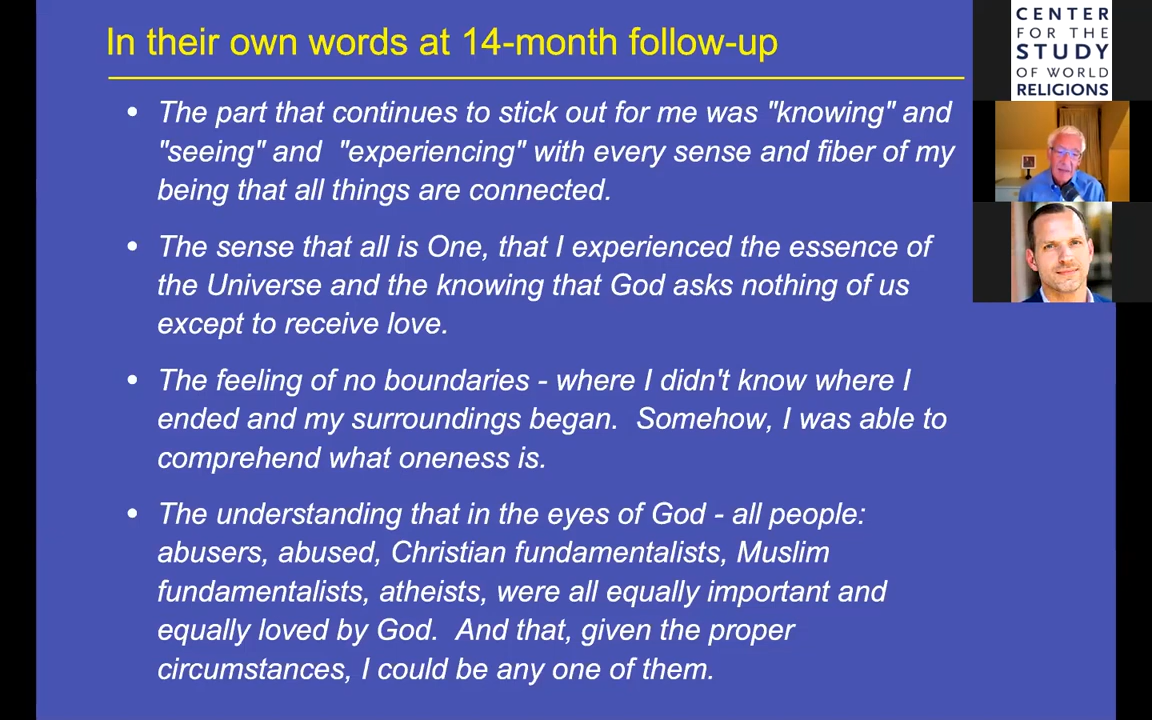 In their own words at 14-month follow-up
• The part that continues to stick out for me was "knowing" and
"seeing" and "experiencing" with every sense and fiber of my
being that all things are connected.
• The sense that all is One, that I experienced the essence of
the Universe and the knowing that God asks nothing of us
except to receive love.
• The feeling of no boundaries - where I didn't know where I
ended and my surroundings began. Somehow, I was able to
comprehend what oneness is.
• The understanding that in the eyes of God - all people:
abusers, abused, Christian fundamentalists, Muslim
fundamentalists, atheists, were all equally important and
equally loved by God. And that, given the proper
circumstances, I could be any one of them.
CENTER
FOR THE
STUDY
OF WORLD
RELIGIONS